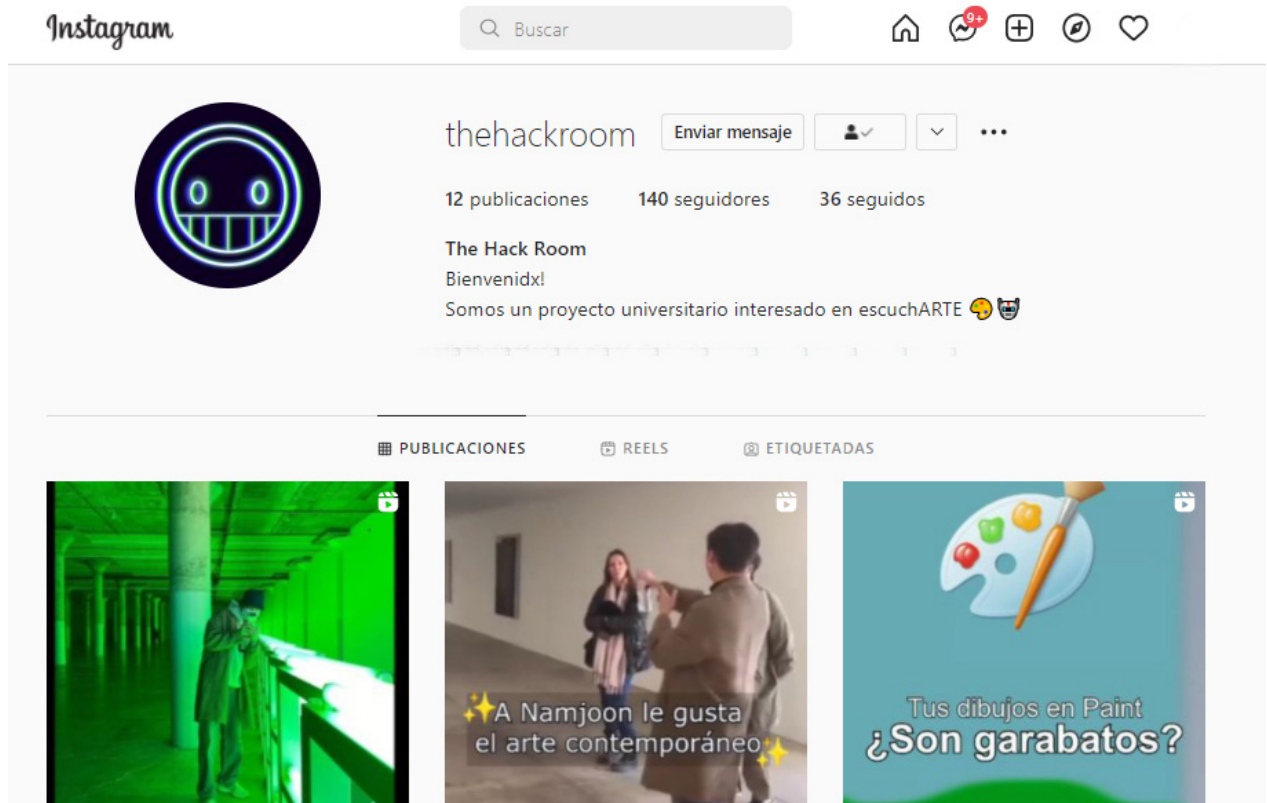 Instagram
Buscar
9+
thehackroom Enviar mensaje
12 publicaciones 140 seguidores 36 seguidos
The Hack Room
Bienvenidx!
Somos un proyecto universitario interesado en escuchARTE 🎨🤖
PUBLICACIONES REELS ETIQUETADAS
✨A Namjoon le gusta
el arte contemporáneo✨
Tus dibujos en Paint
¿Son garabatos?